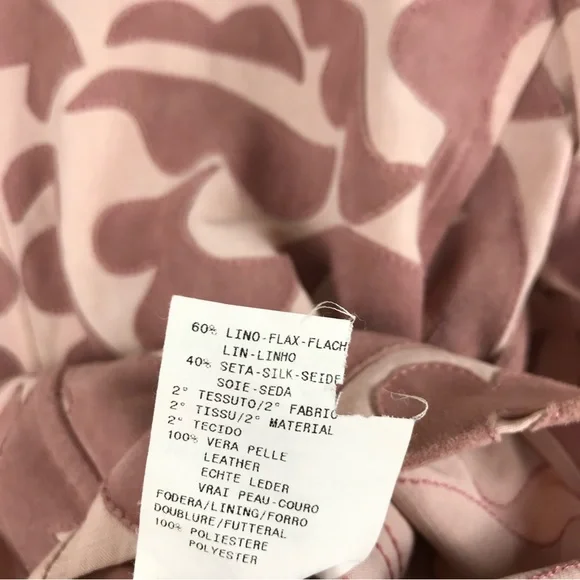 60% LINO-FLAX-FLACH
LIN-LINHO
40% SETA-SILK-SEIDE
SOIE-SEDA
2° TESSUTO/2° FABRIC
2° TISSU/2° MATERIAL
2° TECIDO
100% VERA PELLE
LEATHER
ECHTE LEDER
VRAI PEAU-COURO
FODERA/LINING/FORRO
DOUBLURE/FUTTERAL
100% POLIESTERE
POLYESTER